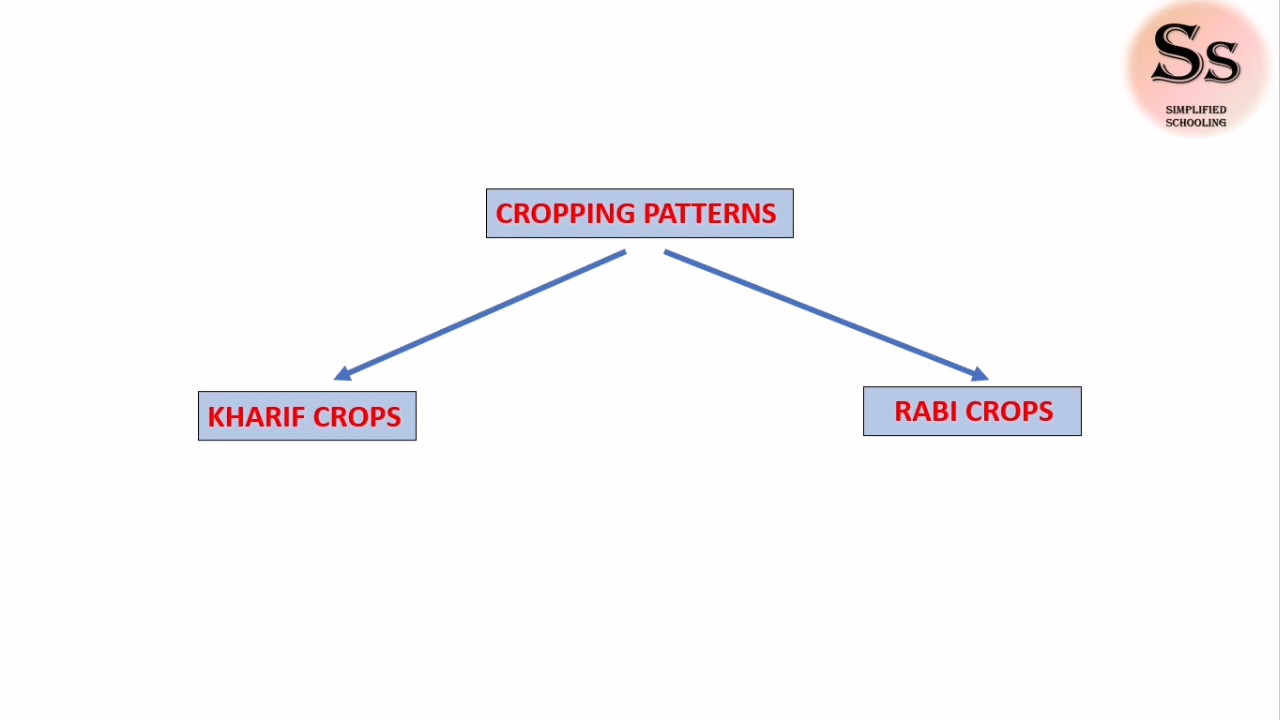 Ss
SIMPLIFIED
SCHOOLING
CROPPING PATTERNS
KHARIF CROPS
RABI CROPS